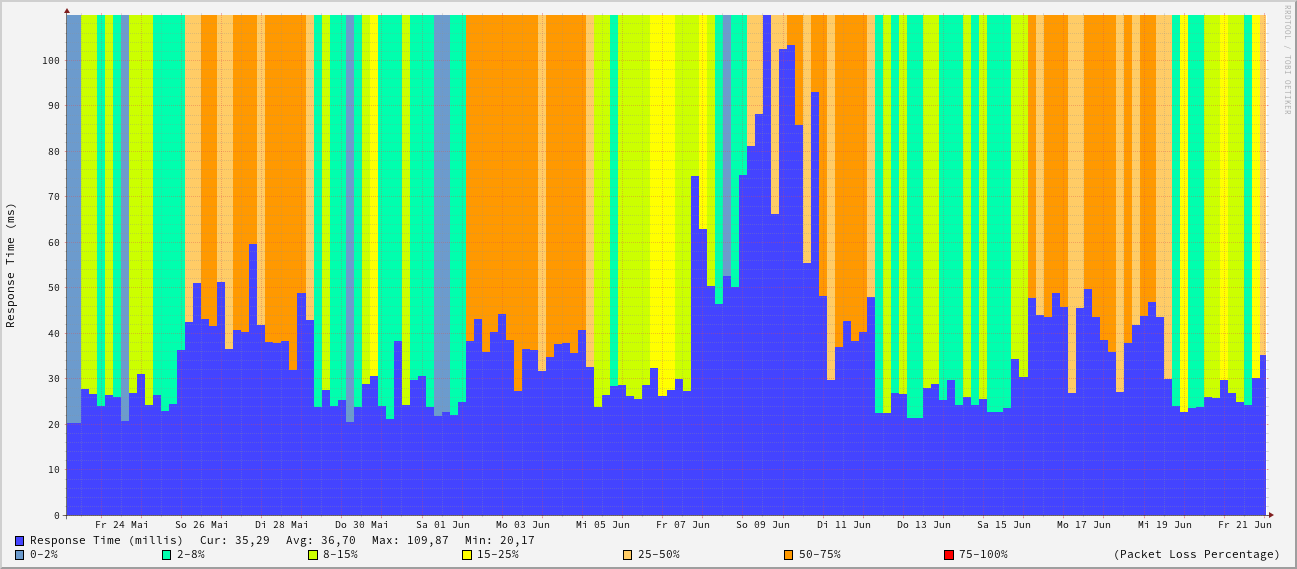 RRDTOOL / TOBI OETIKER
Response Time (ms)
100
90
80
70
60
50
40
30
20
10
0
Fr 24 Mai So 26 Mai Di 28 Mai Do 30 Mai Sa 01 Jun Mo 03 Jun Mi 05 Jun Fr 07 Jun So 09 Jun Di 11 Jun Do 13 Jun Sa 15 Jun Mo 17 Jun Mi 19 Jun Fr 21 Jun
Response Time (millis) Cur: 35,29 Avg: 36,70 Max: 109,87 Min: 20,17
0-2% 2-8% 8-15% 15-25% 25-50% 50-75% 75-100% (Packet Loss Percentage)